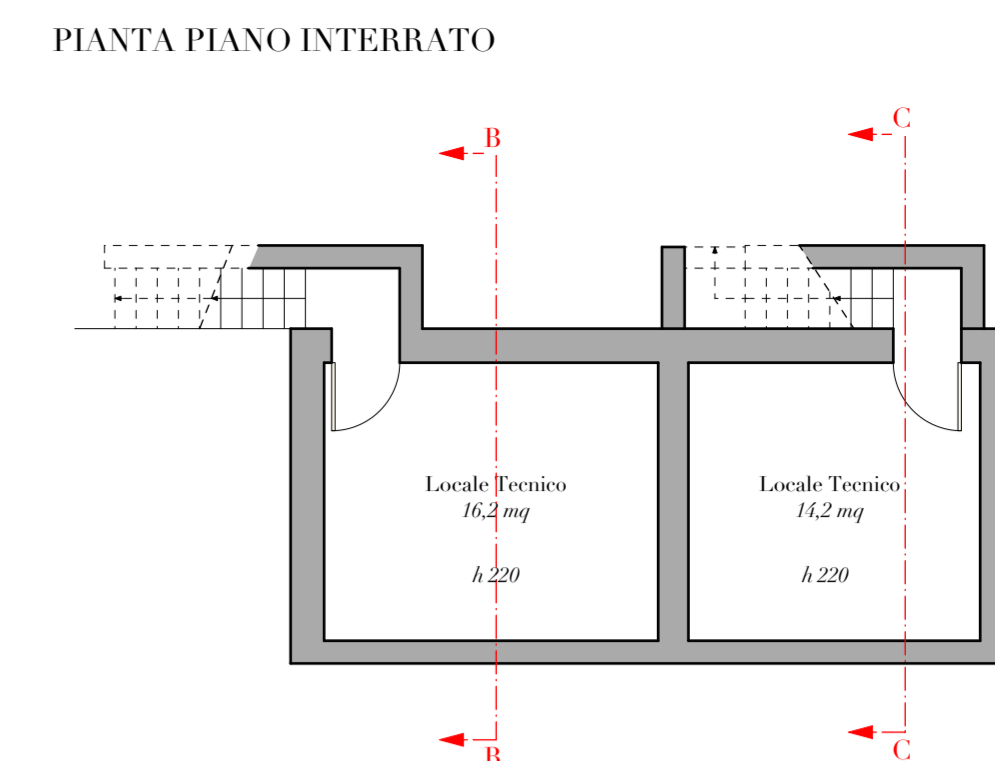 PIANTA PIANO INTERRATO
B
C
Locale Tecnico
16,2 mq
h 220
Locale Tecnico
14,2 mq
h 220
B
C